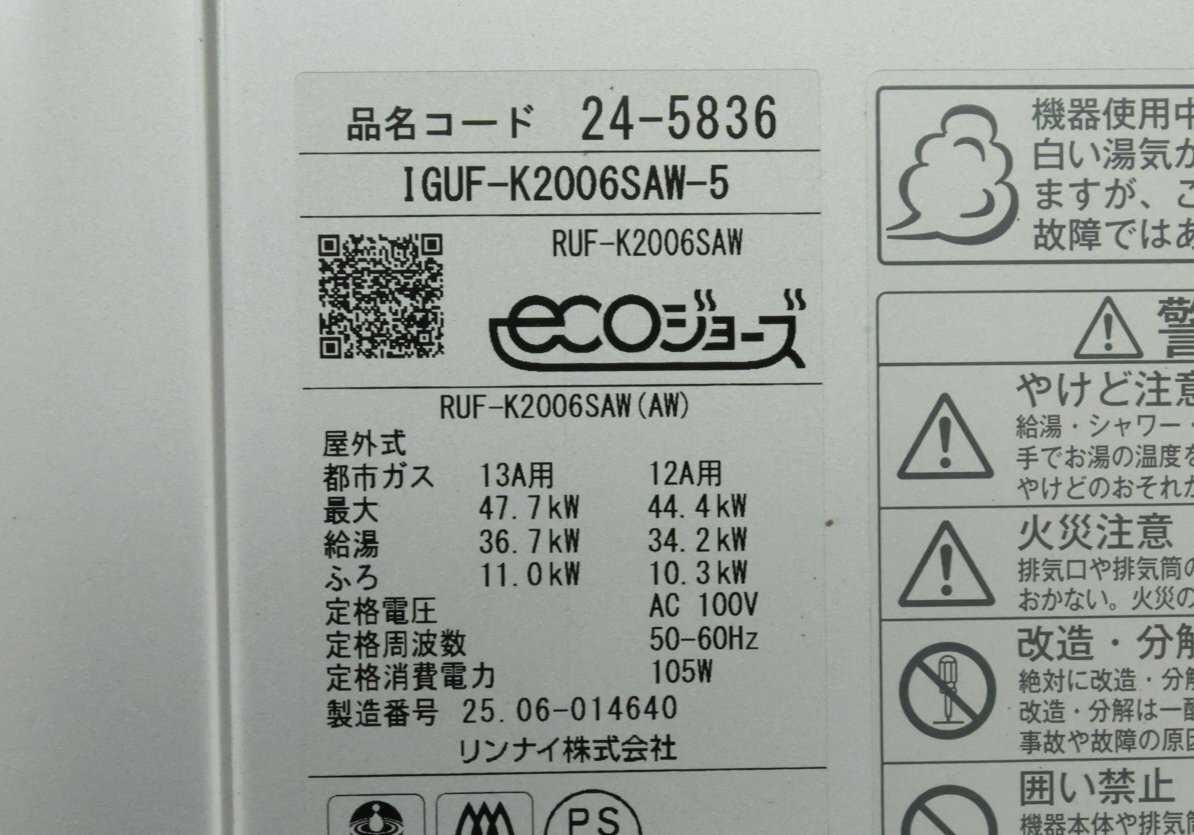 品名コード 24-5836
IGUF-K2006SAW-5
RUF-K2006SAW
ecoジョーズ
RUF-K2006SAW(AW)
屋外式
都市ガス 13A用 12A用
最大 47.7kW 44.4kW
給湯 36.7kW 34.2kW
ふろ 11.0kW 10.3kW
定格電圧 AC 100V
定格周波数 50-60Hz
定格消費電力 105W
製造番号 25.06-014640
リンナイ株式会社
PS
機器使用中
白い湯気が
ますが、こ
故障ではあ
警
やけど注意
給湯・シャワー・
手でお湯の温度を
やけどのおそれが
火災注意
排気口や排気筒の
おかない。火災の
改造・分解
絶対に改造・分解
改造・分解は一酸
事故や故障の原因
囲い禁止
機器本体や排気筒